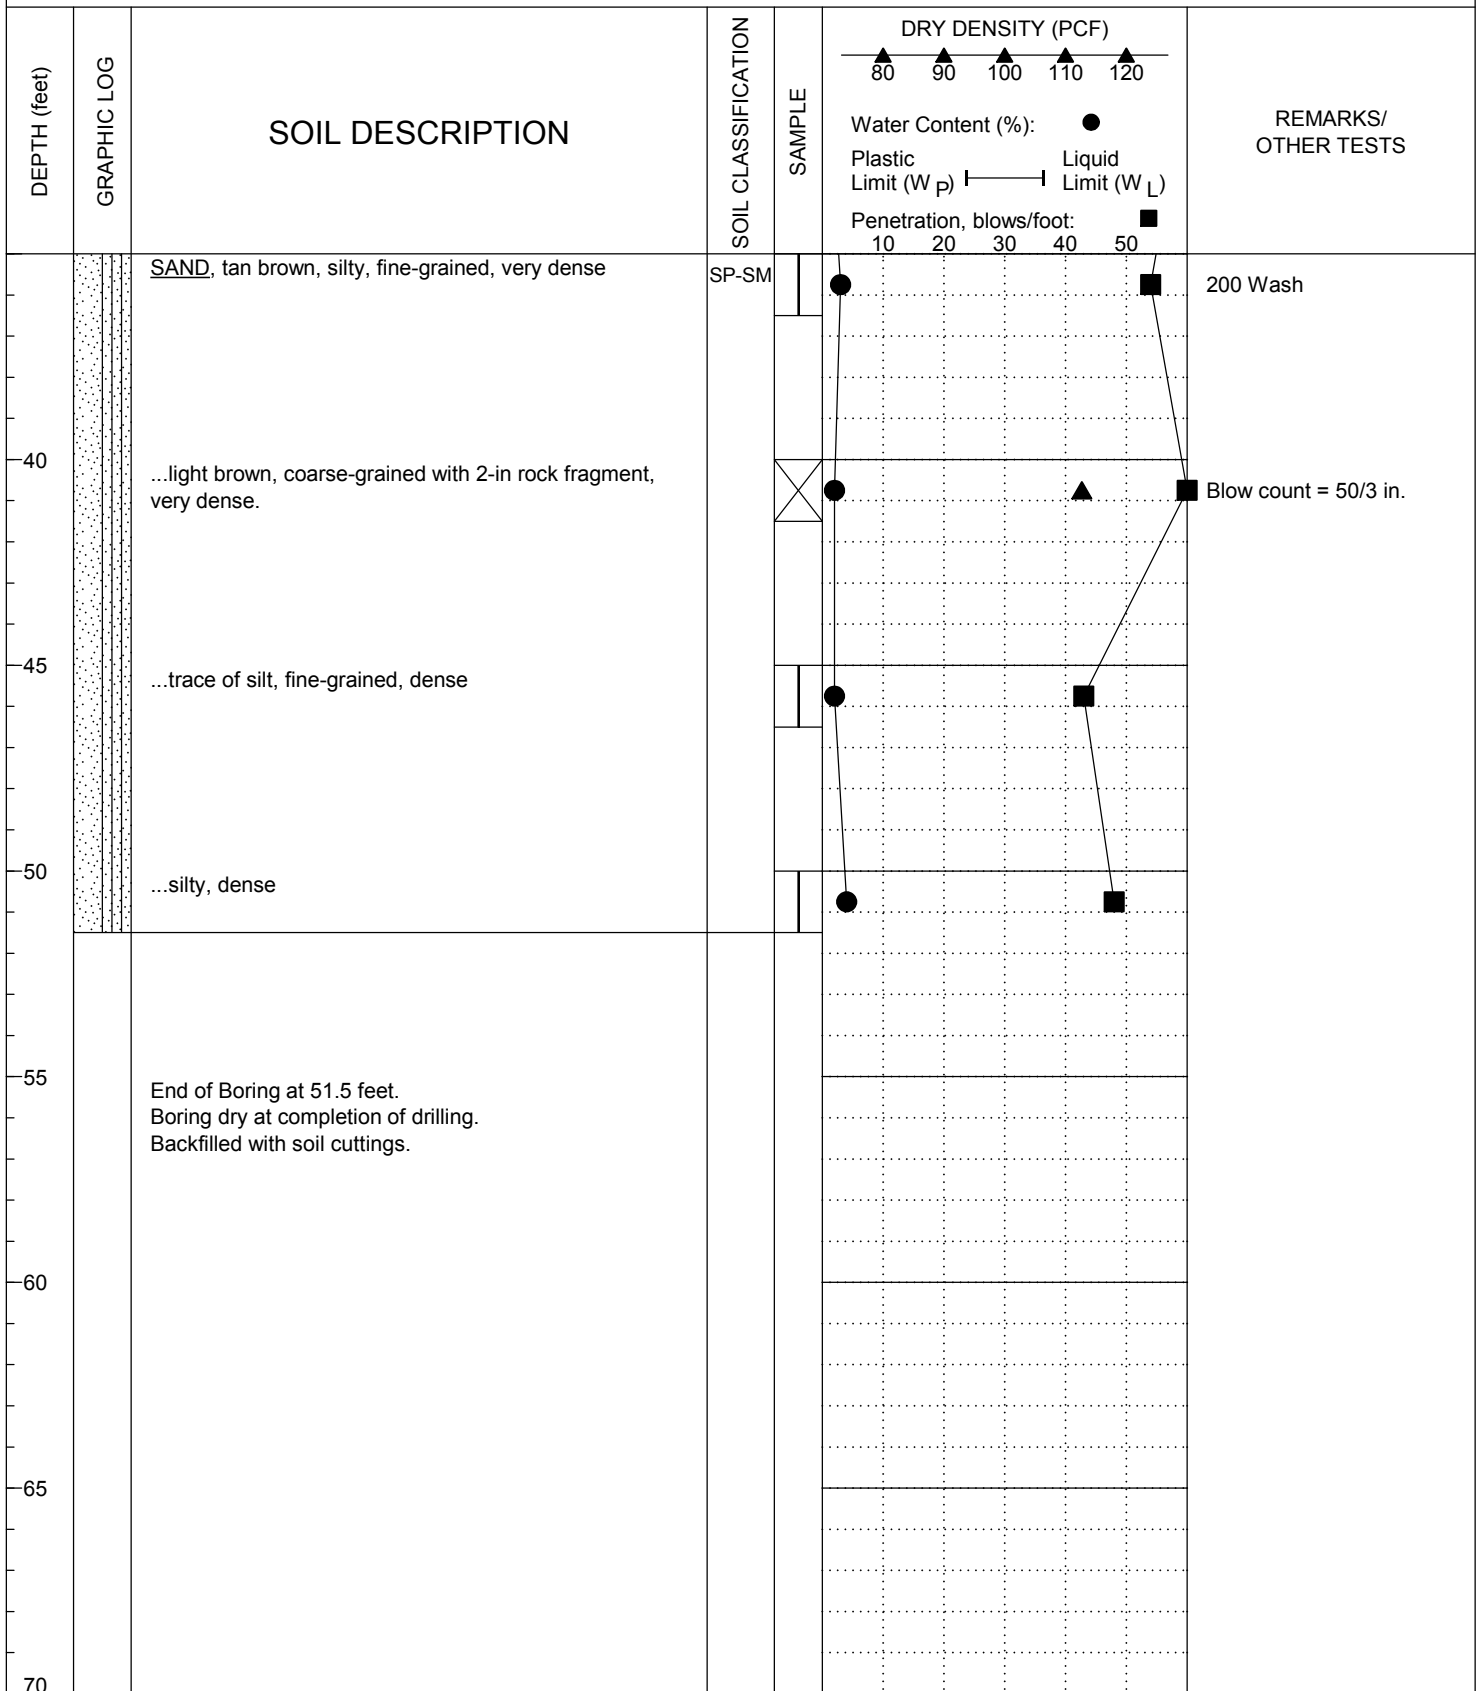 DEPTH (feet)
GRAPHIC LOG
SOIL DESCRIPTION
SOIL CLASSIFICATION
SAMPLE
DRY DENSITY (PCF)
80 90 100 110 120
Water Content (%):
Plastic Limit (W P)
Liquid Limit (W L)
Penetration, blows/foot:
10 20 30 40 50
REMARKS/
OTHER TESTS
SAND, tan brown, silty, fine-grained, very dense
SP-SM
200 Wash
40
...light brown, coarse-grained with 2-in rock fragment,
very dense.
Blow count = 50/3 in.
45
...trace of silt, fine-grained, dense
50
...silty, dense
55
End of Boring at 51.5 feet.
Boring dry at completion of drilling.
Backfilled with soil cuttings.
60
65
70